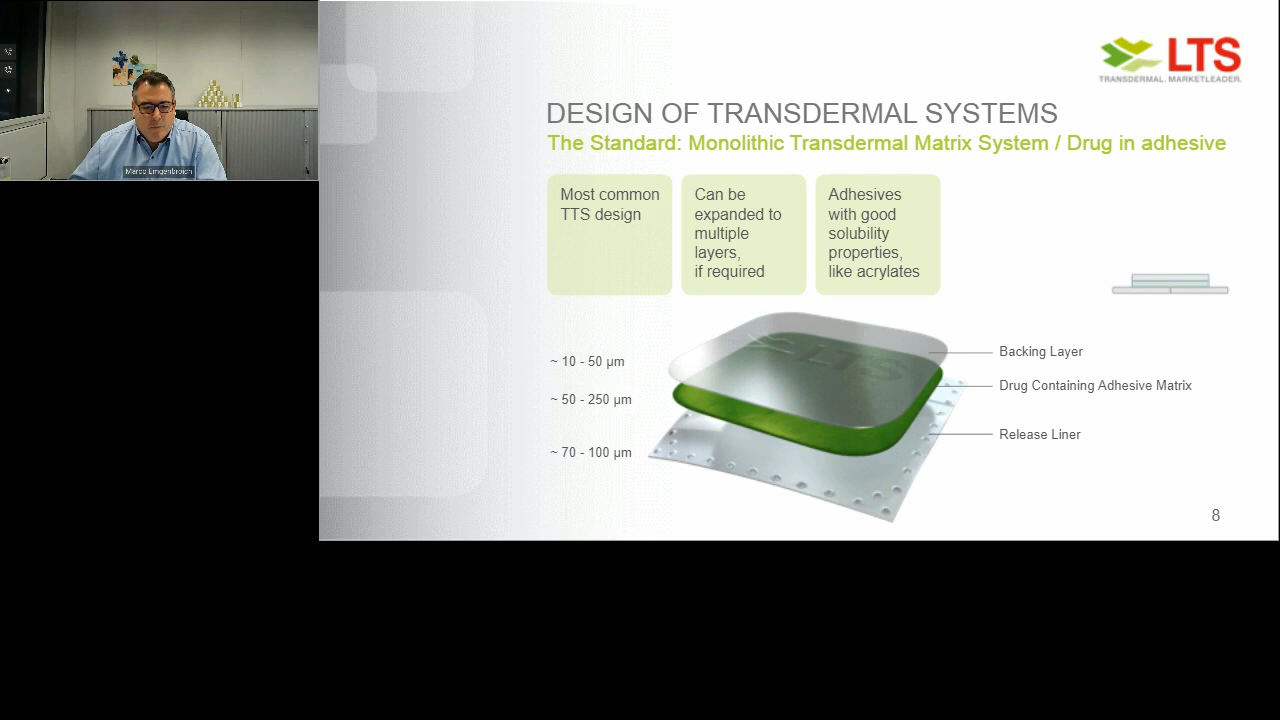 Marco Emgenbroich
LTS
TRANSDERMAL. MARKETLEADER.
DESIGN OF TRANSDERMAL SYSTEMS
The Standard: Monolithic Transdermal Matrix System / Drug in adhesive
Most common
TTS design
Can be
expanded to
multiple
layers,
if required
Adhesives
with good
solubility
properties,
like acrylates
~ 10 - 50 µm
~ 50 - 250 µm
~ 70 - 100 µm
LTS
Backing Layer
Drug Containing Adhesive Matrix
Release Liner
8